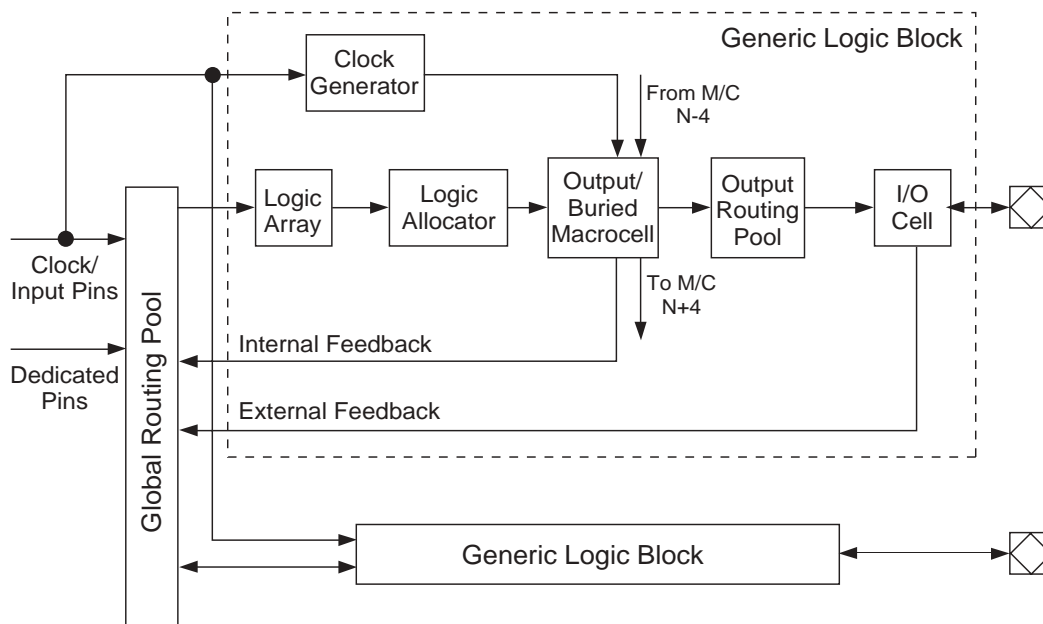 Generic Logic Block
Clock
Generator
From M/C
N-4
Logic
Array
Logic
Allocator
Output/
Buried
Macrocell
Output
Routing
Pool
I/O
Cell
Clock/
Input Pins
To M/C
N+4
Internal Feedback
Dedicated
Pins
External Feedback
Global Routing Pool
Generic Logic Block